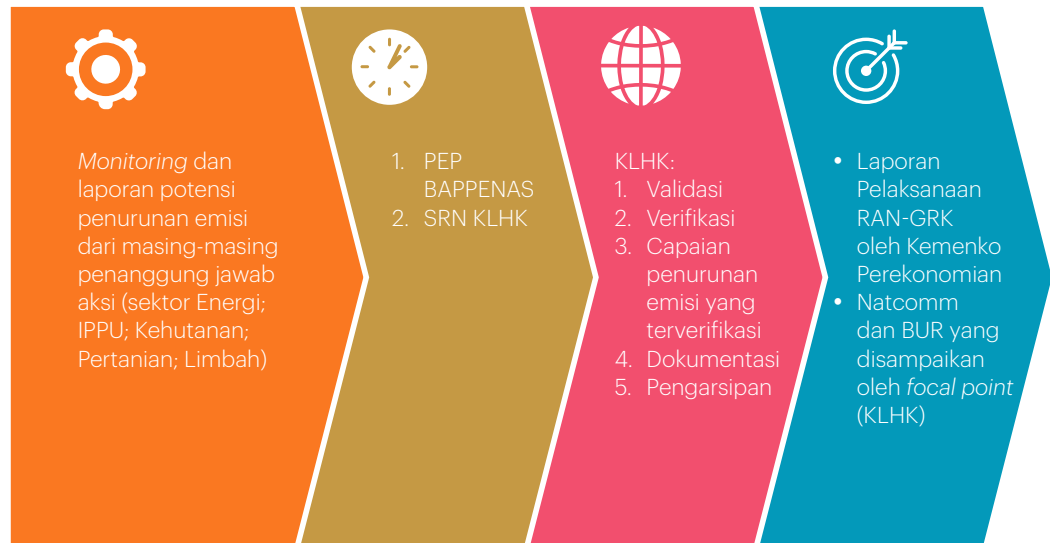 Monitoring dan
laporan potensi
penurunan emisi
dari masing-masing
penanggung jawab
aksi (sektor Energi;
IPPU; Kehutanan;
Pertanian; Limbah)
1. PEP
BAPPENAS
2. SRN KLHK
KLHK:
1. Validasi
2. Verifikasi
3. Capaian
penurunan
emisi yang
terverifikasi
4. Dokumentasi
5. Pengarsipan
• Laporan
Pelaksanaan
RAN-GRK
oleh Kemenko
Perekonomian
• Natcomm
dan BUR yang
disampaikan
oleh focal point
(KLHK)